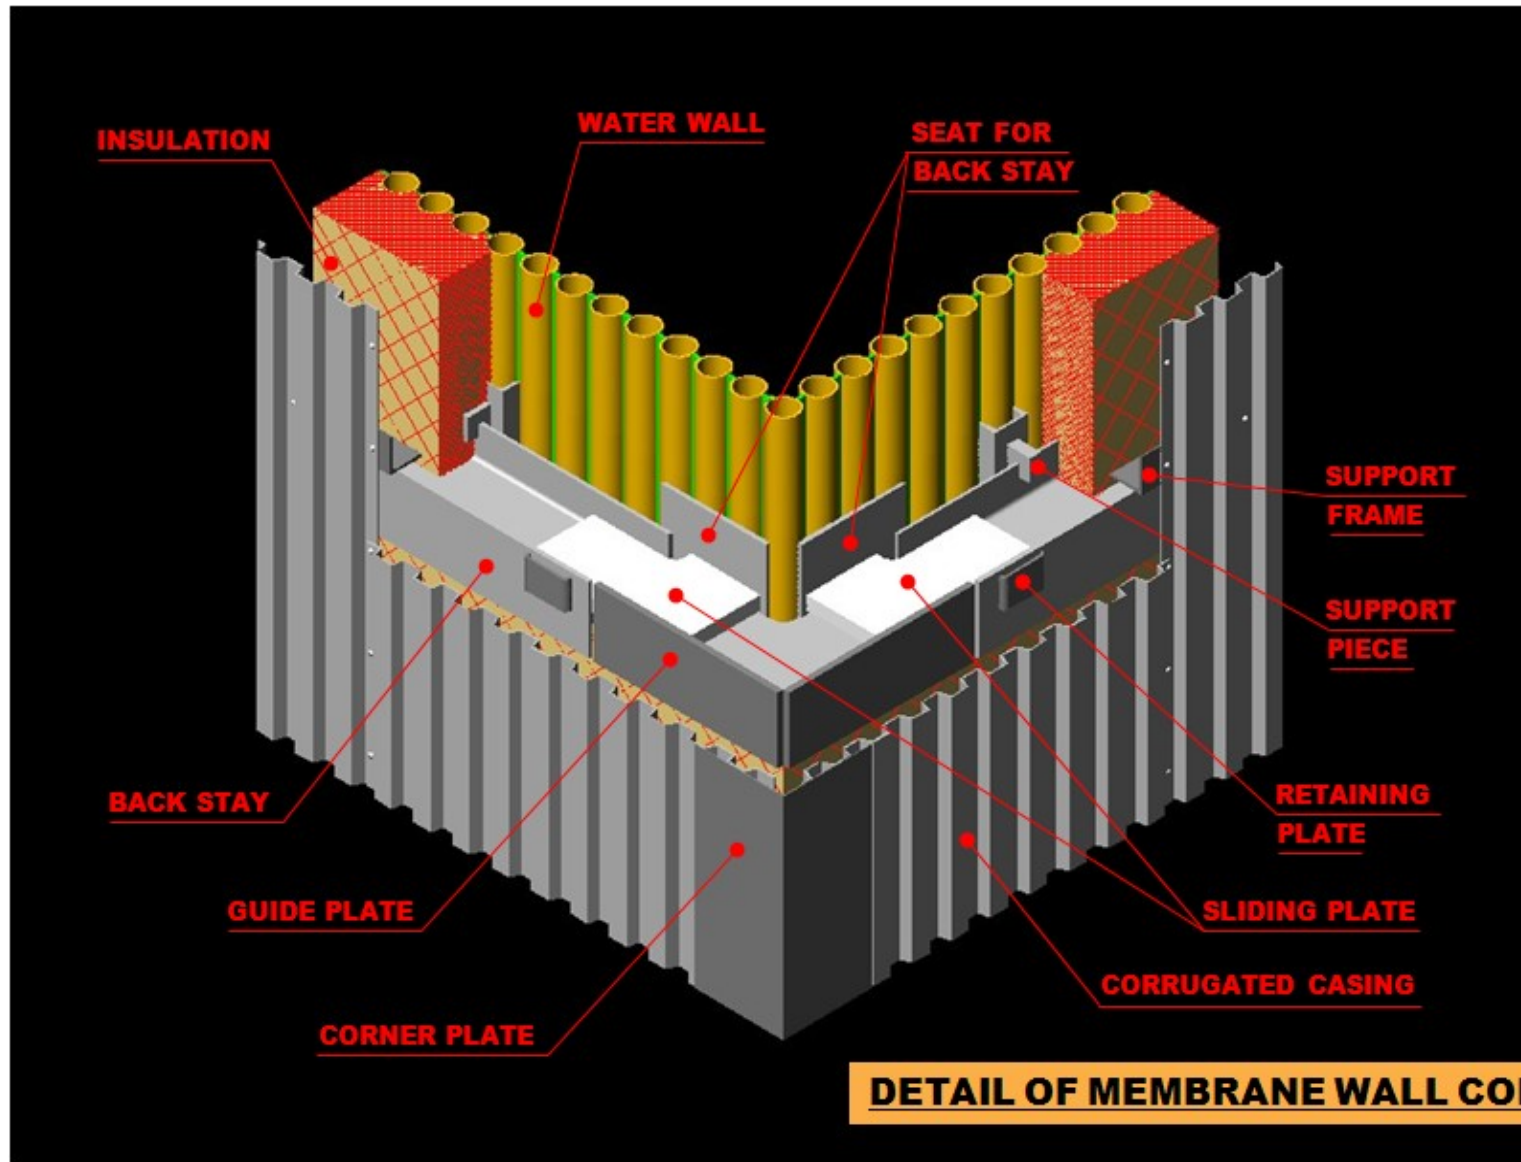 INSULATION
WATER WALL
SEAT FOR
BACK STAY
SUPPORT
FRAME
SUPPORT
PIECE
BACK STAY
RETAINING
PLATE
GUIDE PLATE
SLIDING PLATE
CORRUGATED CASING
CORNER PLATE
DETAIL OF MEMBRANE WALL